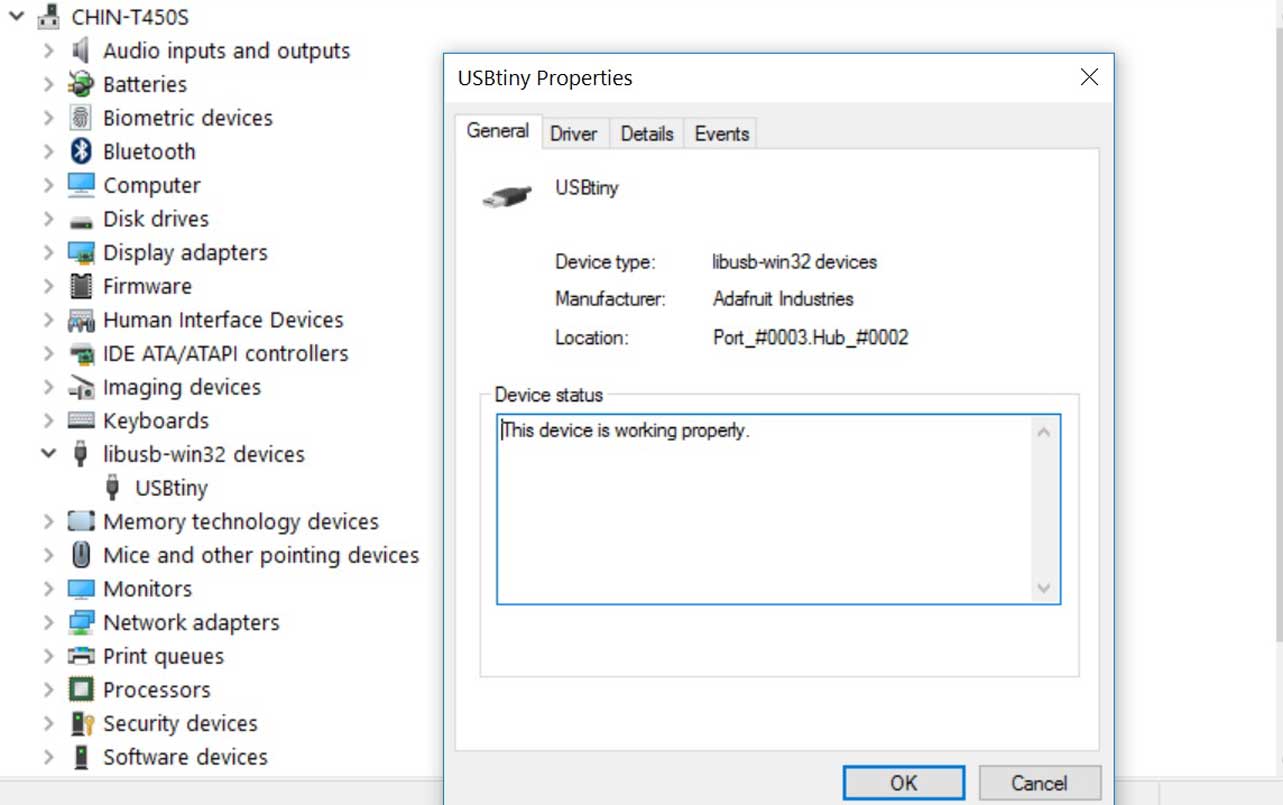 CHIN-T450S
Audio inputs and outputs
Batteries
Biometric devices
Bluetooth
Computer
Disk drives
Display adapters
Firmware
Human Interface Devices
IDE ATA/ATAPI controllers
Imaging devices
Keyboards
libusb-win32 devices
USBtiny
Memory technology devices
Mice and other pointing devices
Monitors
Network adapters
Print queues
Processors
Security devices
Software devices
USBtiny Properties
General Driver Details Events
USBtiny
Device type: libusb-win32 devices
Manufacturer: Adafruit Industries
Location: Port_#0003.Hub_#0002
Device status
This device is working properly.
OK Cancel